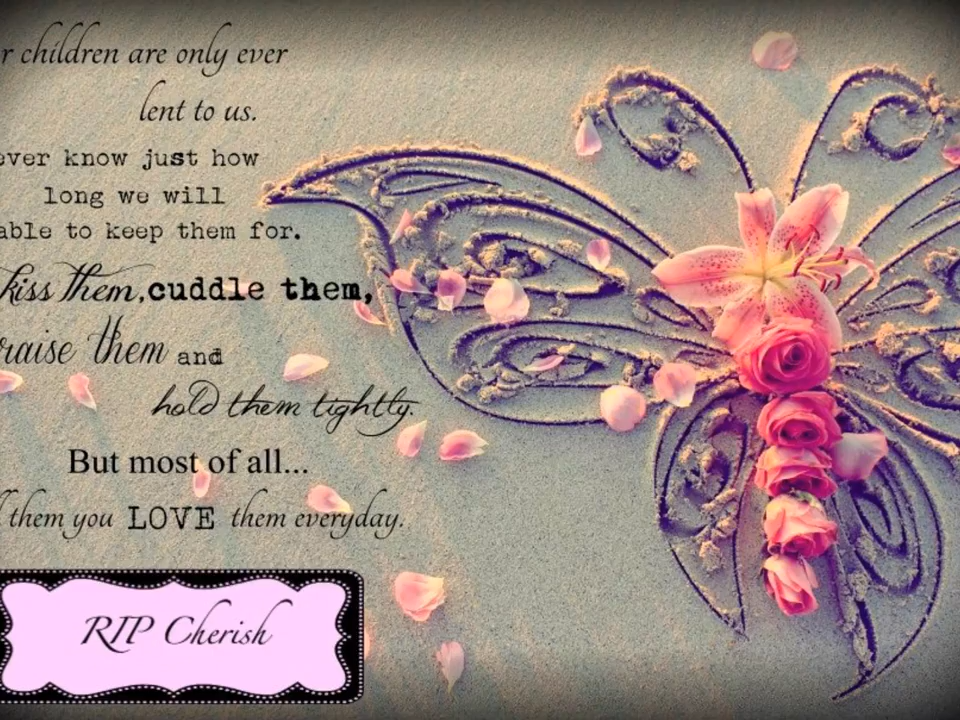 r children are only ever
lent to us.
ever know just how
long we will
able to keep them for.
kiss them,cuddle them,
raise them and
hold them tightly.
But most of all...
l them you LOVE them everyday.
RIP Cherish